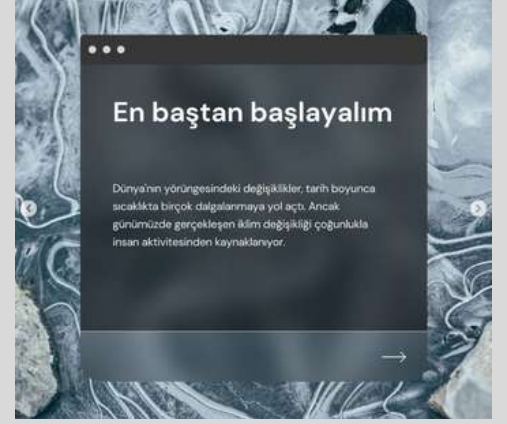 En baştan başlayalım
Dünya'nın yörüngesindeki değişiklikler, tarih boyunca
sıcaklıkta birçok dalgalanmaya yol açtı. Ancak
günümüzde gerçekleşen iklim değişikliği çoğunlukla
insan aktivitesinden kaynaklanıyor.